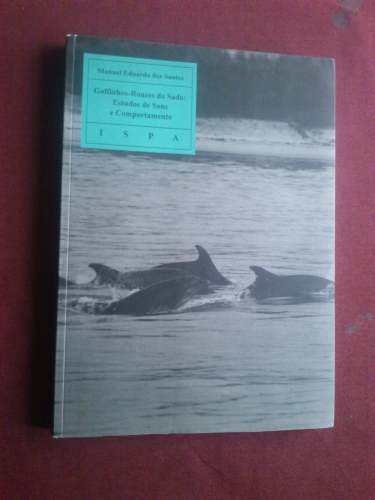 Manuel Eduardo dos Santos
Golfinhos-Roazes do Sado:
Estudos de Sons
e Comportamento
I S P A